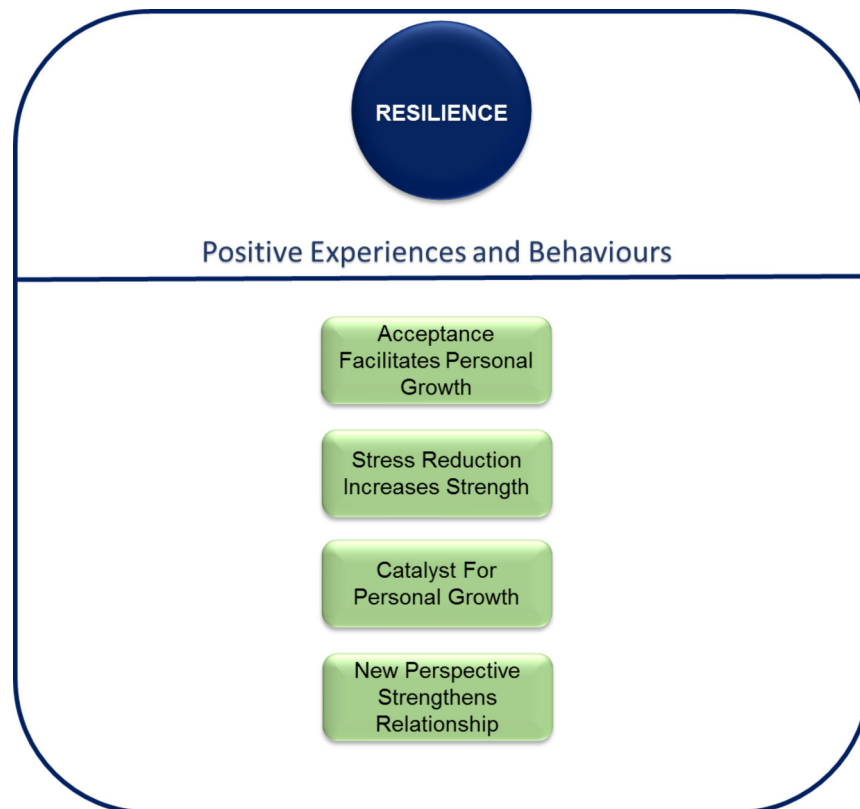 RESILIENCE
Positive Experiences and Behaviours
Acceptance
Facilitates Personal
Growth
Stress Reduction
Increases Strength
Catalyst For
Personal Growth
New Perspective
Strengthens
Relationship